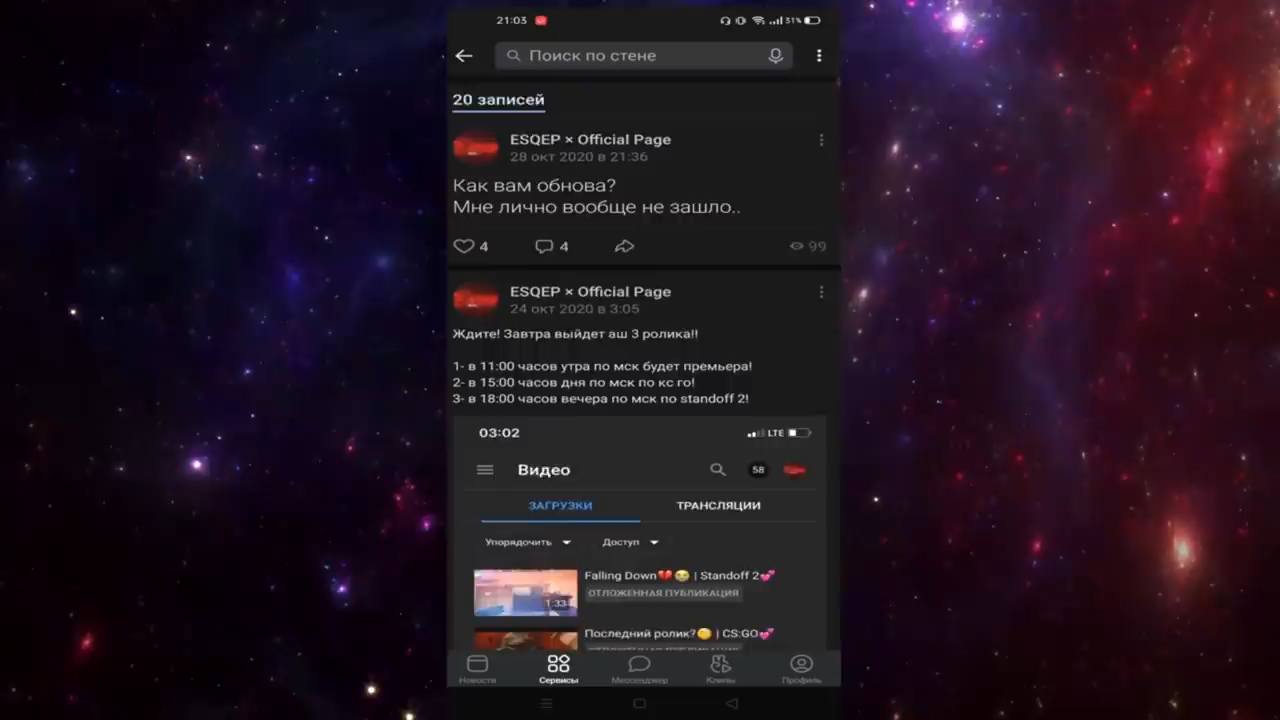 21:03
31%
Поиск по стене
20 записей
ESQEP × Official Page
28 окт 2020 в 21:36
Как вам обнова?
Мне лично вообще не зашло..
4 4 99
ESQEP × Official Page
24 окт 2020 в 3:05
Ждите! Завтра выйдет аш 3 ролика!!
1- в 11:00 часов утра по мск будет премьера!
2- в 15:00 часов дня по мск по кс го!
3- в 18:00 часов вечера по мск по standoff 2!
03:02 LTE
Видео 58
ЗАГРУЗКИ ТРАНСЛЯЦИИ
Упорядочить Доступ
Falling Down💔😭 | Standoff 2💞
ОТЛОЖЕННАЯ ПУБЛИКАЦИЯ
1:33
Последний ролик?🥺 | CS:GO💞
Новости Сервисы Мессенджер Клипы Профиль